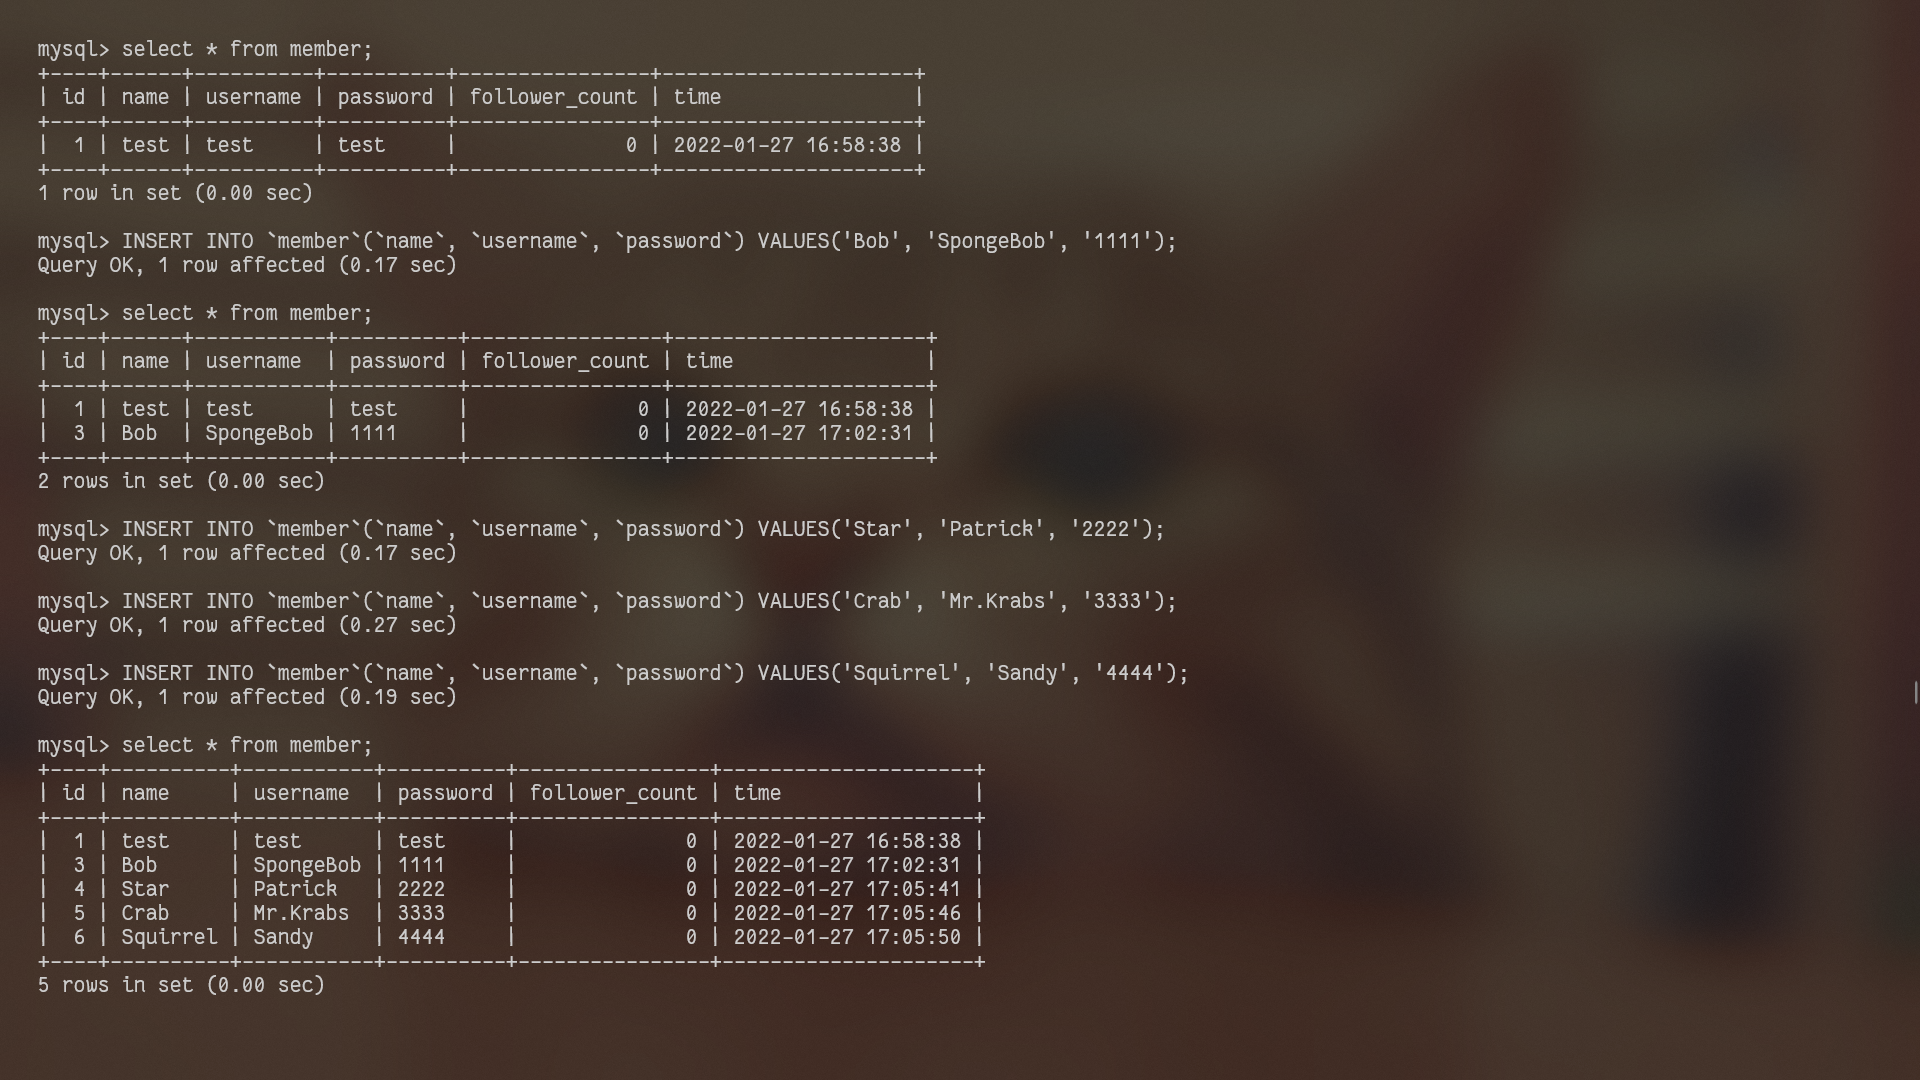 mysql> select * from member;
+----+------+----------+----------+----------------+---------------------+
| id | name | username | password | follower_count | time                |
+----+------+----------+----------+----------------+---------------------+
|  1 | test | test     | test     |              0 | 2022-01-27 16:58:38 |
+----+------+----------+----------+----------------+---------------------+
1 row in set (0.00 sec)

mysql> INSERT INTO `member`(`name`, `username`, `password`) VALUES('Bob', 'SpongeBob', '1111');
Query OK, 1 row affected (0.17 sec)

mysql> select * from member;
+----+------+-----------+----------+----------------+---------------------+
| id | name | username  | password | follower_count | time                |
+----+------+-----------+----------+----------------+---------------------+
|  1 | test | test      | test     |              0 | 2022-01-27 16:58:38 |
|  3 | Bob  | SpongeBob | 1111     |              0 | 2022-01-27 17:02:31 |
+----+------+-----------+----------+----------------+---------------------+
2 rows in set (0.00 sec)

mysql> INSERT INTO `member`(`name`, `username`, `password`) VALUES('Star', 'Patrick', '2222');
Query OK, 1 row affected (0.17 sec)

mysql> INSERT INTO `member`(`name`, `username`, `password`) VALUES('Crab', 'Mr.Krabs', '3333');
Query OK, 1 row affected (0.27 sec)

mysql> INSERT INTO `member`(`name`, `username`, `password`) VALUES('Squirrel', 'Sandy', '4444');
Query OK, 1 row affected (0.19 sec)

mysql> select * from member;
+----+----------+-----------+----------+----------------+---------------------+
| id | name     | username  | password | follower_count | time                |
+----+----------+-----------+----------+----------------+---------------------+
|  1 | test     | test      | test     |              0 | 2022-01-27 16:58:38 |
|  3 | Bob      | SpongeBob | 1111     |              0 | 2022-01-27 17:02:31 |
|  4 | Star     | Patrick   | 2222     |              0 | 2022-01-27 17:05:41 |
|  5 | Crab     | Mr.Krabs  | 3333     |              0 | 2022-01-27 17:05:46 |
|  6 | Squirrel | Sandy     | 4444     |              0 | 2022-01-27 17:05:50 |
+----+----------+-----------+----------+----------------+---------------------+
5 rows in set (0.00 sec)